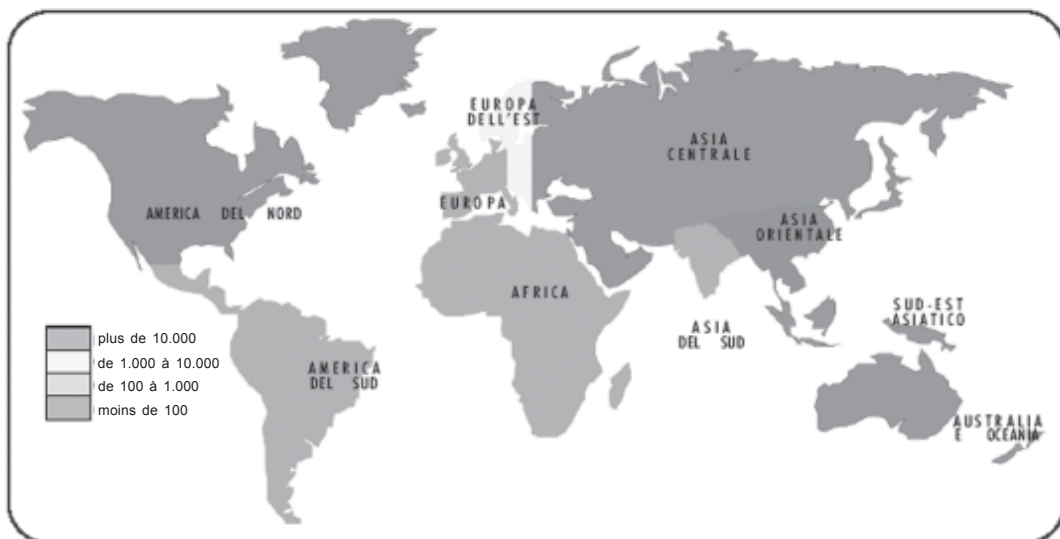 EUROPA
DELL'EST
ASIA
CENTRALE
EUROPA
AMERICA DEL NORD
ASIA
ORIENTALE
AFRICA
SUD-EST
ASIATICO
ASIA
DEL SUD
plus de 10.000
de 1.000 à 10.000
de 100 à 1.000
moins de 100
AMERICA
DEL SUD
AUSTRALIA
E OCEANIA